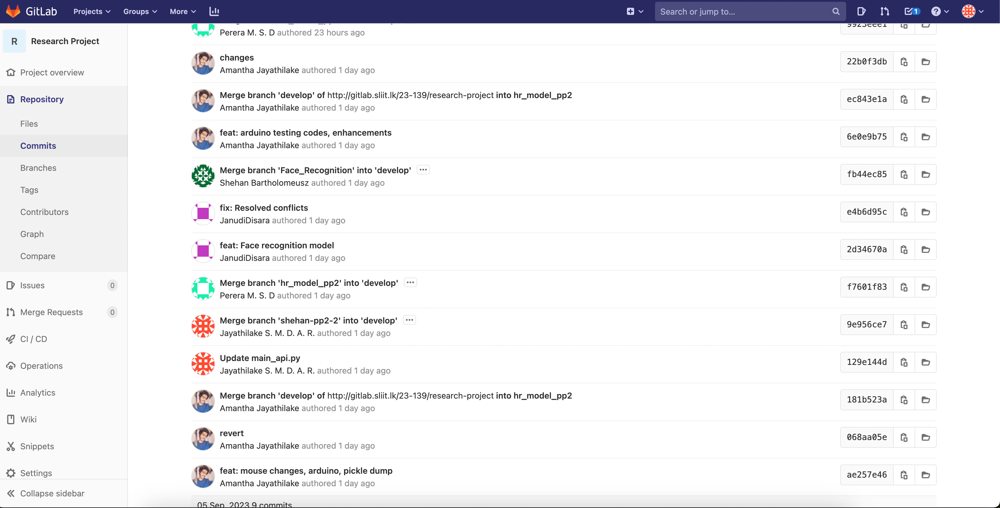 GitLab
Projects
Groups
More
Search or jump to...
1
R
Research Project
Project overview
Repository
Files
Commits
Branches
Tags
Contributors
Graph
Compare
Issues
0
Merge Requests
0
CI / CD
Operations
Analytics
Wiki
Snippets
Settings
Collapse sidebar
Perera M. S. D authored 23 hours ago
9923eee1
changes
Amantha Jayathilake authored 1 day ago
22b0f3db
Merge branch 'develop' of http://gitlab.sliit.lk/23-139/research-project into hr_model_pp2
Amantha Jayathilake authored 1 day ago
ec843e1a
feat: arduino testing codes, enhancements
Amantha Jayathilake authored 1 day ago
6e0e9b75
Merge branch 'Face_Recognition' into 'develop'
Shehan Bartholomeusz authored 1 day ago
fb44ec85
fix: Resolved conflicts
JanudiDisara authored 1 day ago
e4b6d95c
feat: Face recognition model
JanudiDisara authored 1 day ago
2d34670a
Merge branch 'hr_model_pp2' into 'develop'
Perera M. S. D authored 1 day ago
f7601f83
Merge branch 'shehan-pp2-2' into 'develop'
Jayathilake S. M. D. A. R. authored 1 day ago
9e956ce7
Update main_api.py
Jayathilake S. M. D. A. R. authored 1 day ago
129e144d
Merge branch 'develop' of http://gitlab.sliit.lk/23-139/research-project into hr_model_pp2
Amantha Jayathilake authored 1 day ago
181b523a
revert
Amantha Jayathilake authored 1 day ago
068aa05e
feat: mouse changes, arduino, pickle dump
Amantha Jayathilake authored 1 day ago
ae257e46
05 Sep, 2023 9 commits